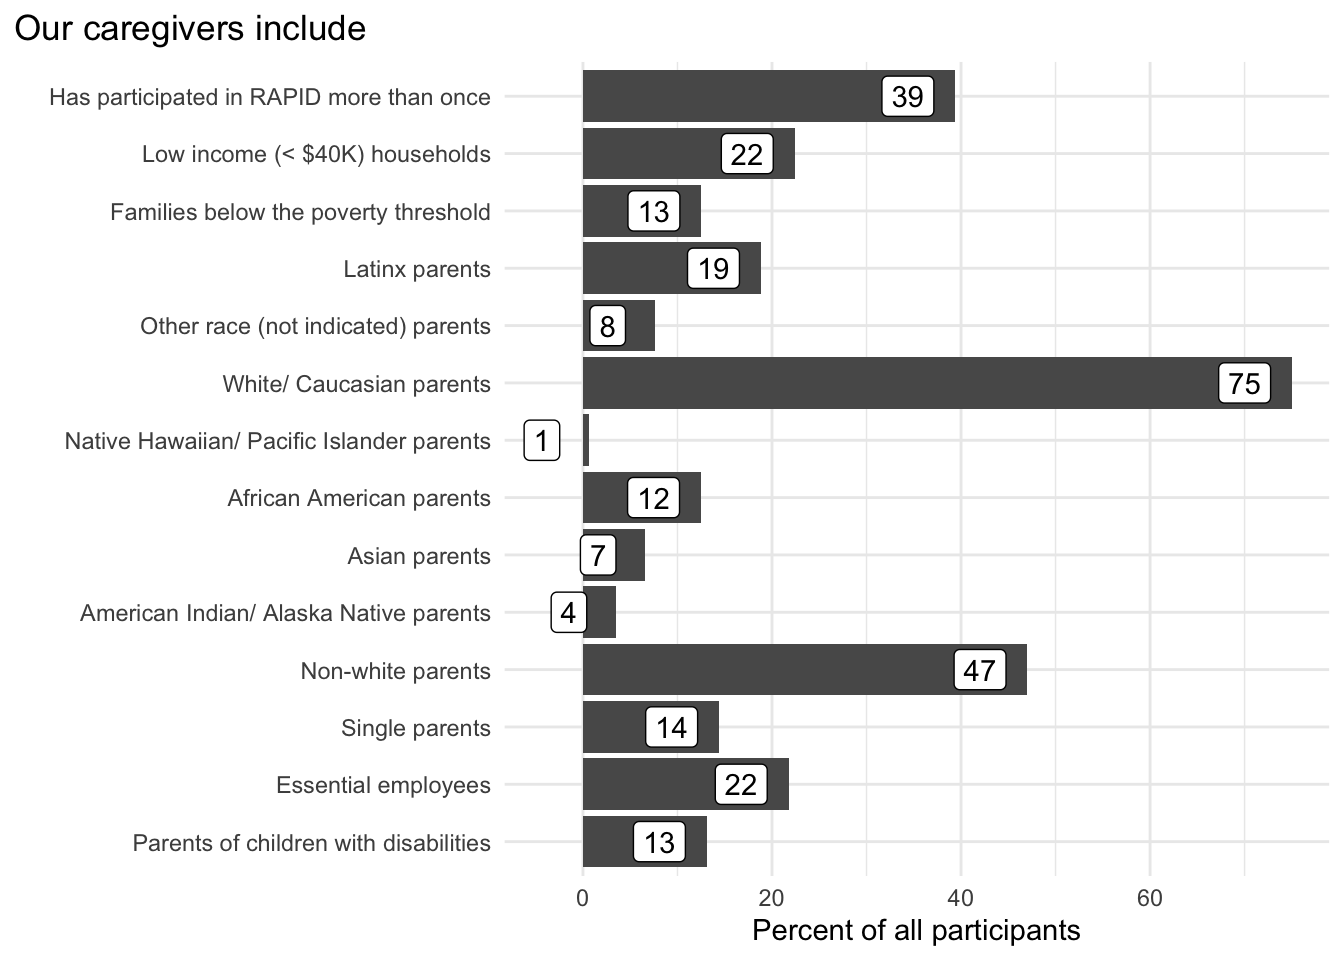 Our caregivers include
Has participated in RAPID more than once 39
Low income (< $40K) households 22
Families below the poverty threshold 13
Latinx parents 19
Other race (not indicated) parents 8
White/ Caucasian parents 75
Native Hawaiian/ Pacific Islander parents 1
African American parents 12
Asian parents 7
American Indian/ Alaska Native parents 4
Non-white parents 47
Single parents 14
Essential employees 22
Parents of children with disabilities 13
0 20 40 60
Percent of all participants